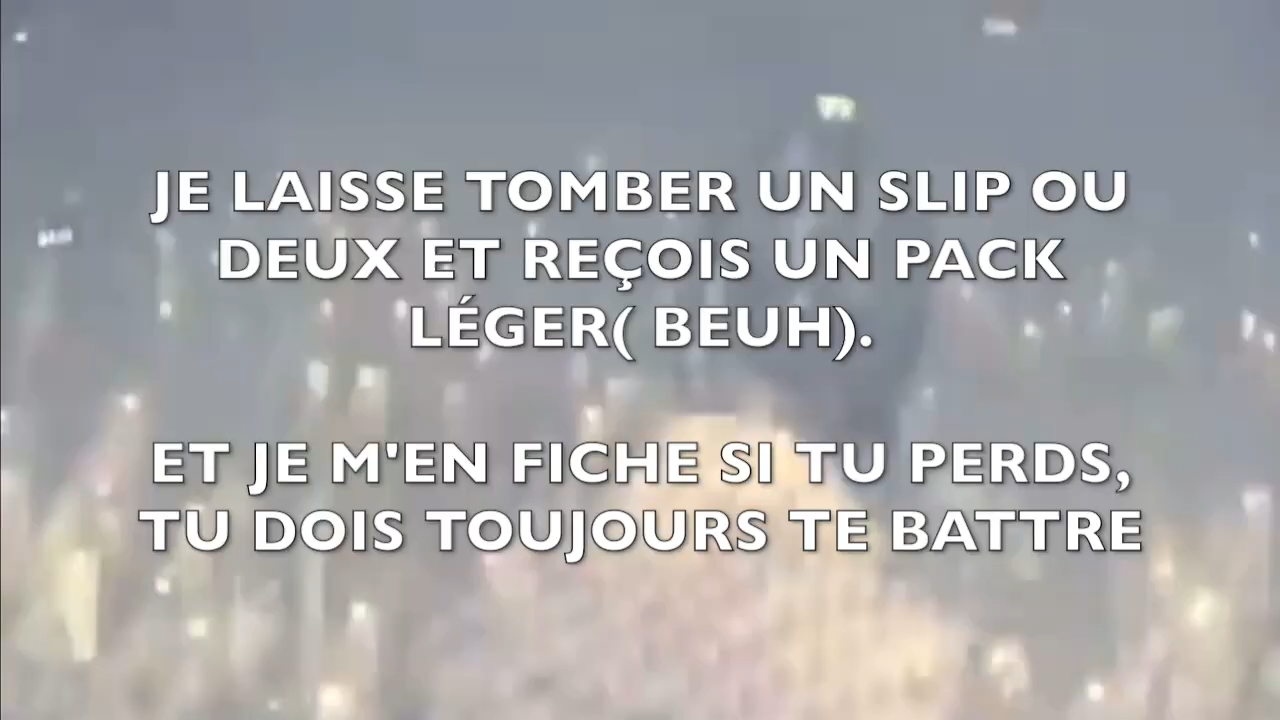 JE LAISSE TOMBER UN SLIP OU
DEUX ET REÇOIS UN PACK
LÉGER( BEUH).
ET JE M'EN FICHE SI TU PERDS,
TU DOIS TOUJOURS TE BATTRE